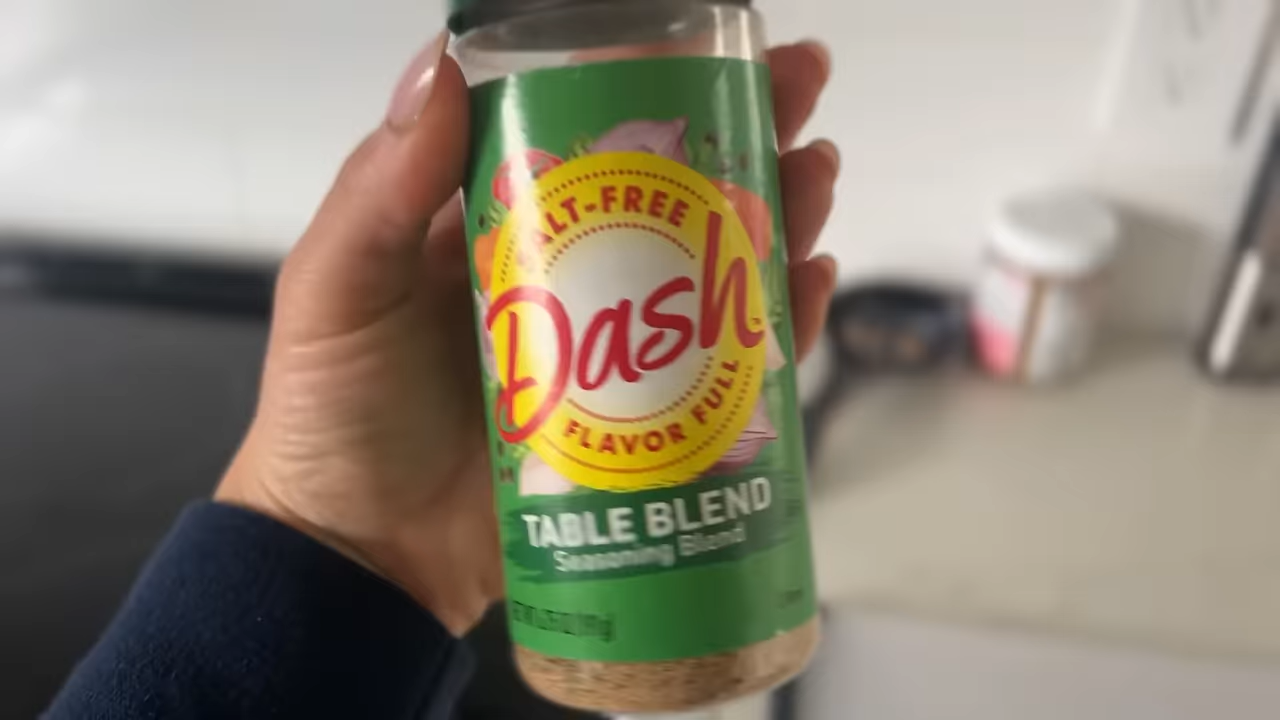 SALT-FREE
Dash
FLAVOR FULL
TABLE BLEND
Seasoning Blend